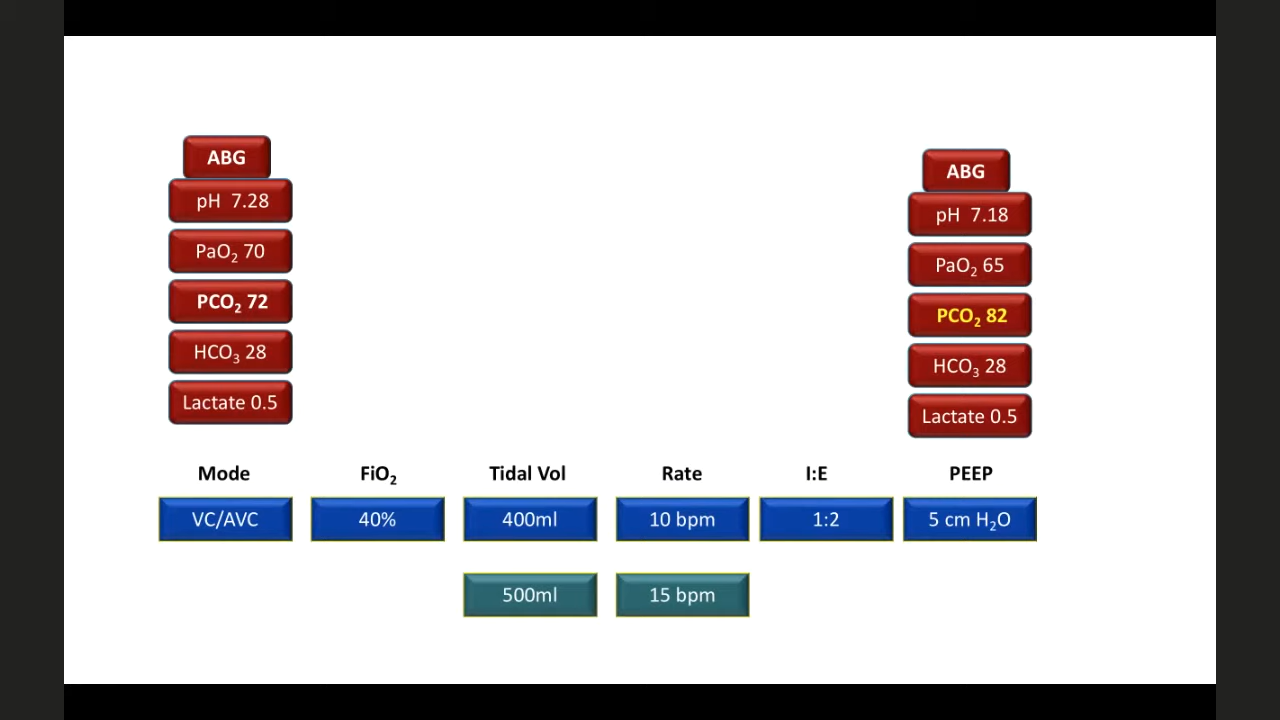 ABG
pH 7.28
PaO₂ 70
PCO₂ 72
HCO₃ 28
Lactate 0.5
ABG
pH 7.18
PaO₂ 65
PCO₂ 82
HCO₃ 28
Lactate 0.5
Mode FiO₂ Tidal Vol Rate I:E PEEP
VC/AVC 40% 400ml 10 bpm 1:2 5 cm H₂O
500ml 15 bpm